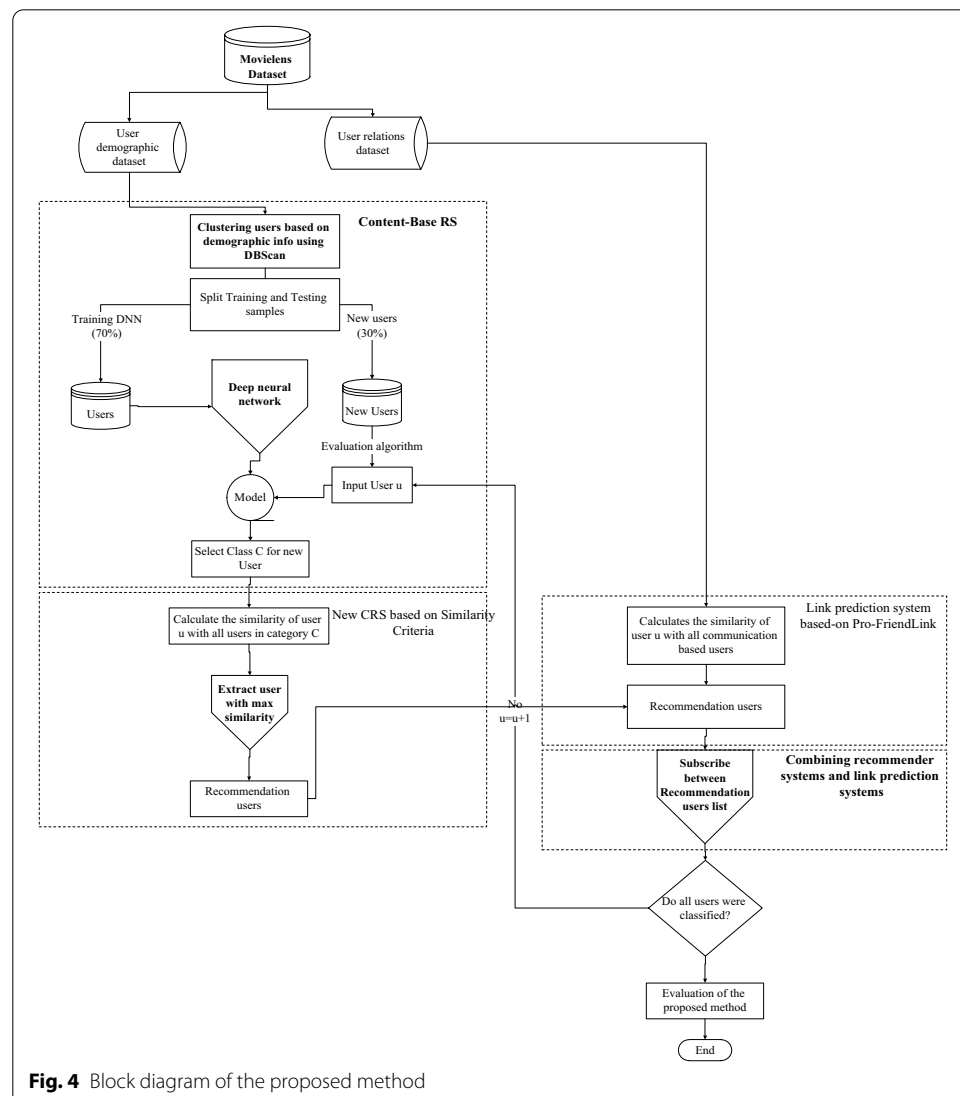 Movielens
Dataset
User
demographic
dataset
User relations
dataset
Content-Base RS
Clustering users based on
demographic info using
DBScan
Split Training and Testing
samples
Training DNN
(70%)
New users
(30%)
Users
Deep neural
network
New Users
Evaluation algorithm
Input User u
Model
Select Class C for new
User
New CRS based on Similarity
Criteria
Calculate the similarity of user
u with all users in category C
Extract user
with max
similarity
Recommendation
users
No
u=u+1
Link prediction system
based-on Pro-FriendLink
Calculates the similarity of
user u with all communication
based users
Recommendation users
Combining recommender
systems and link prediction
systems
Subscribe
between
Recommendation
users list
Do all users were
classified?
Evaluation of the
proposed method
End
Fig. 4 Block diagram of the proposed method